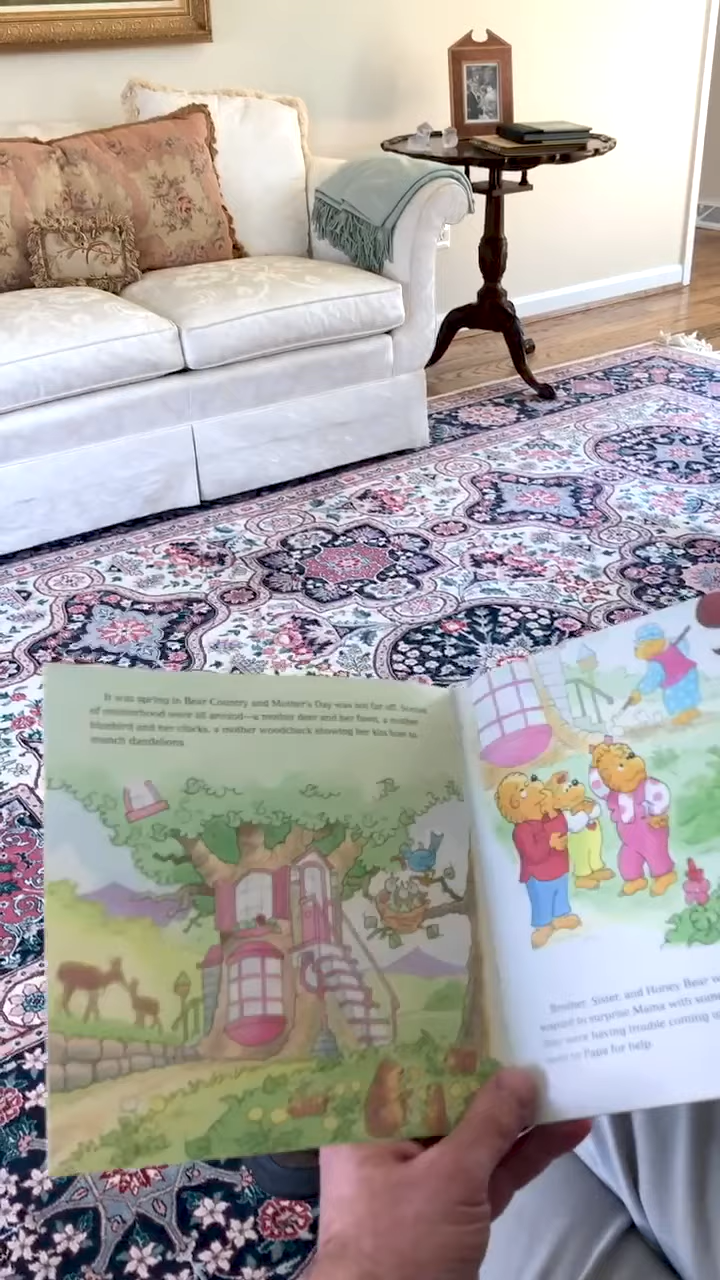 It was spring in Bear Country and Mother's Day was not far off. Scenes
of motherhood were all around—a mother deer and her fawn, a mother
bluebird and her chicks, a mother woodchuck showing her kits how to
munch dandelions.
Brother, Sister, and Honey Bear w
wanted to surprise Mama with som
they were having trouble coming u
to Papa for help.